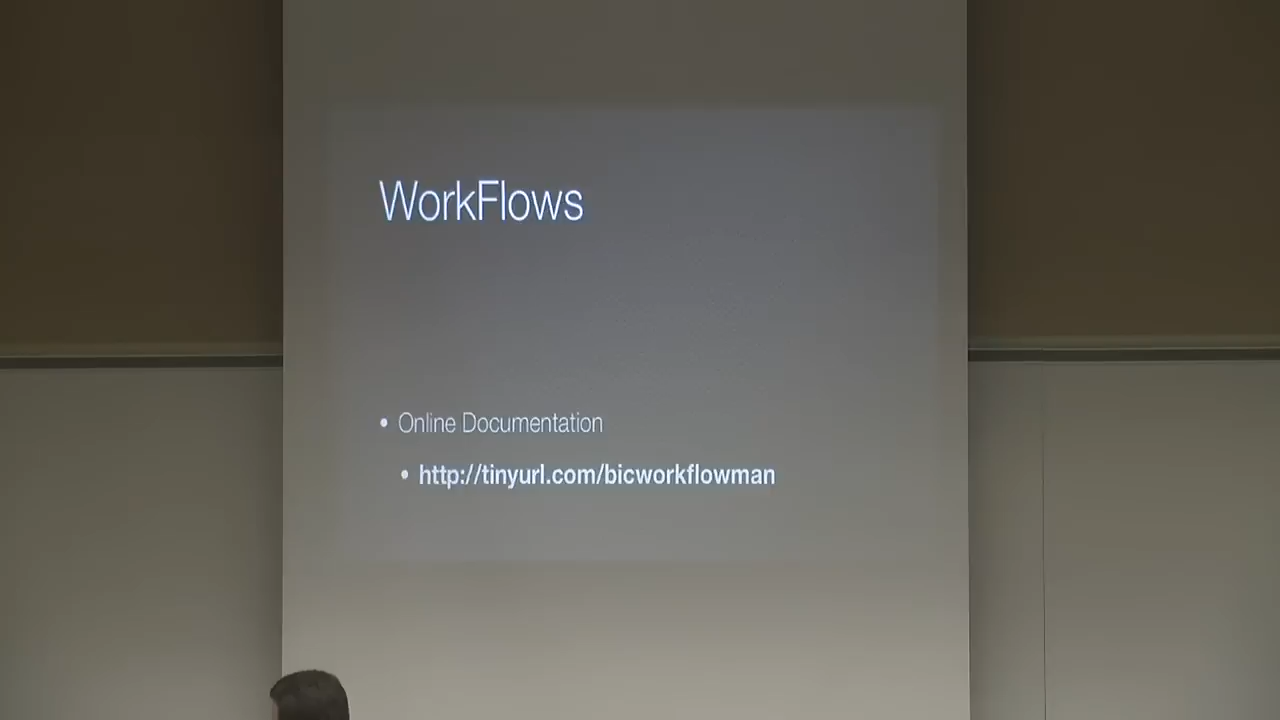 WorkFlows
• Online Documentation
• http://tinyurl.com/bicworkflowman